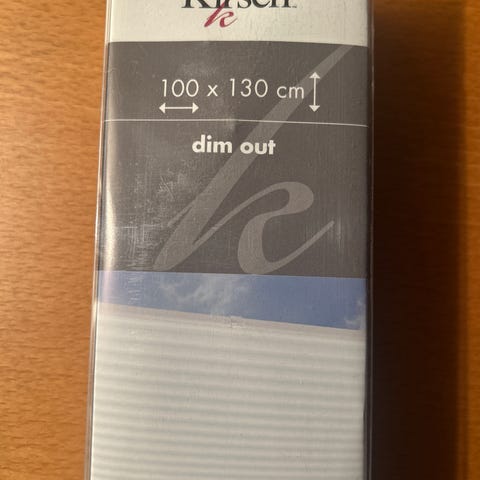 Kirsch
k
100 x 130 cm
dim out
k